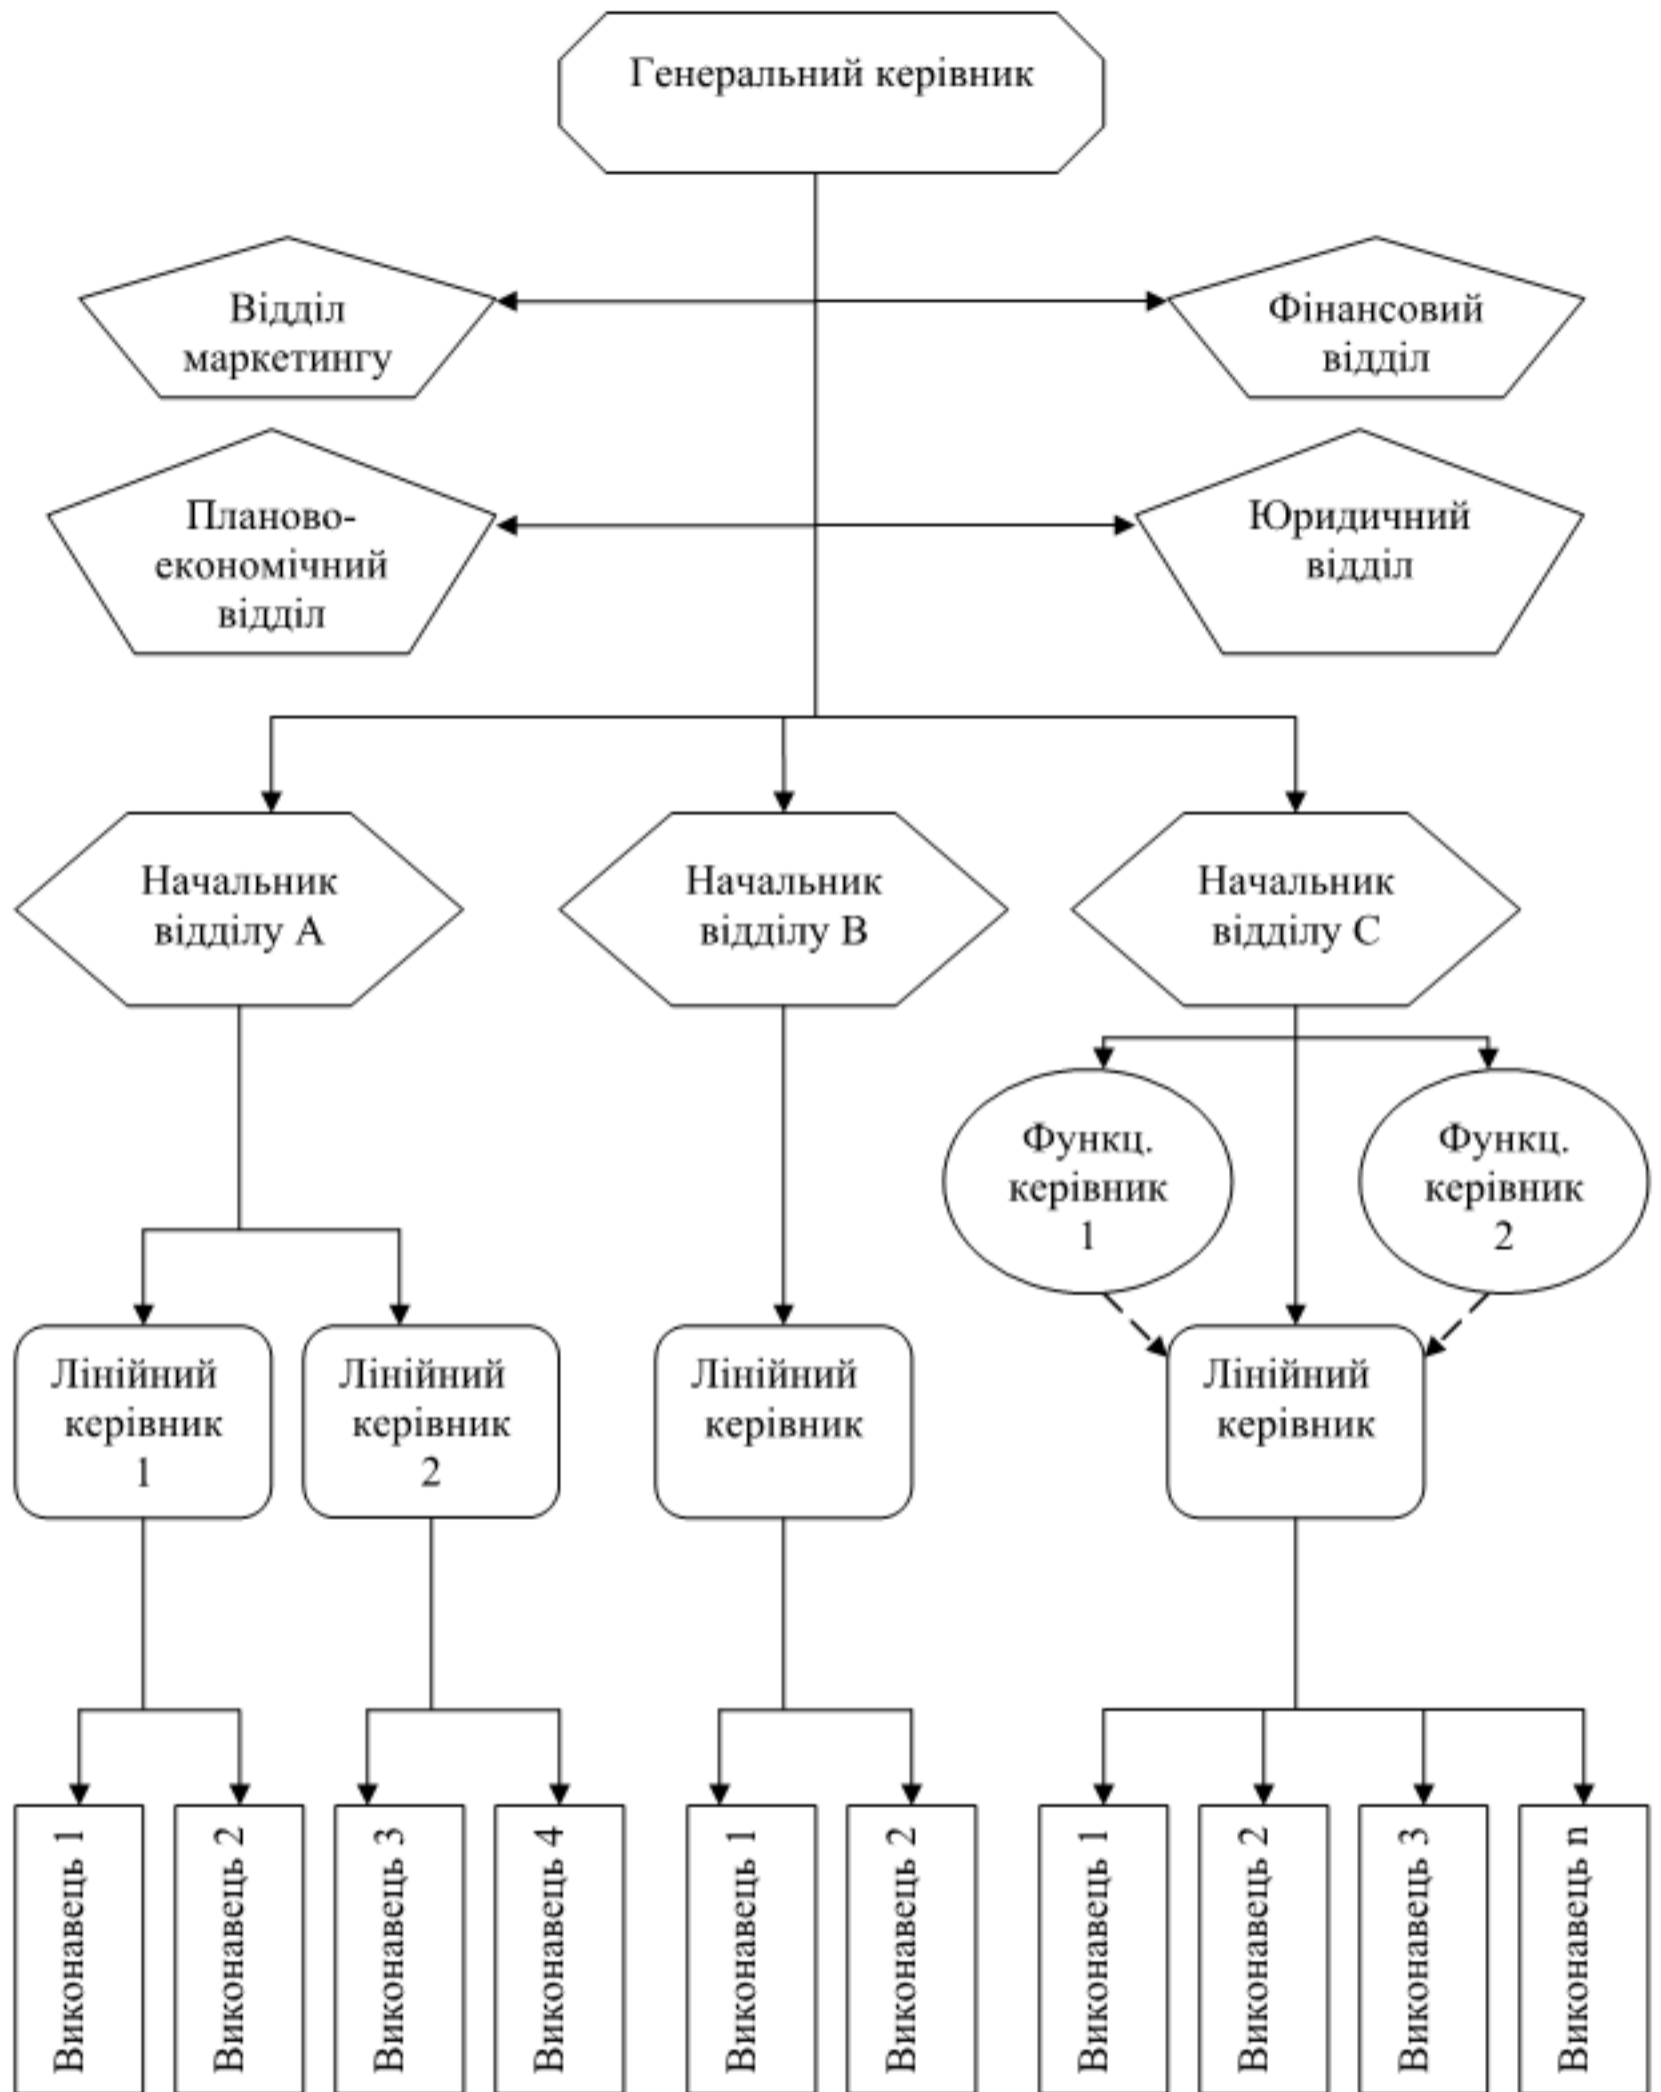 Генеральний керівник
Відділ
маркетингу
Фінансовий
відділ
Планово-
економічний
відділ
Юридичний
відділ
Начальник
відділу А
Начальник
відділу В
Начальник
відділу С
Функц.
керівник
1
Функц.
керівник
2
Лінійний
керівник
1
Лінійний
керівник
2
Лінійний
керівник
Лінійний
керівник
Виконавець 1
Виконавець 2
Виконавець 3
Виконавець 4
Виконавець 1
Виконавець 2
Виконавець 1
Виконавець 2
Виконавець 3
Виконавець n